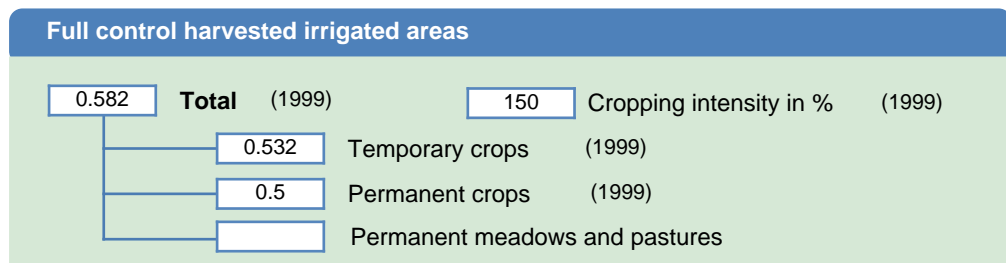 Full control harvested irrigated areas
0.582 Total (1999) 150 Cropping intensity in % (1999)
0.532 Temporary crops (1999)
0.5 Permanent crops (1999)
Permanent meadows and pastures